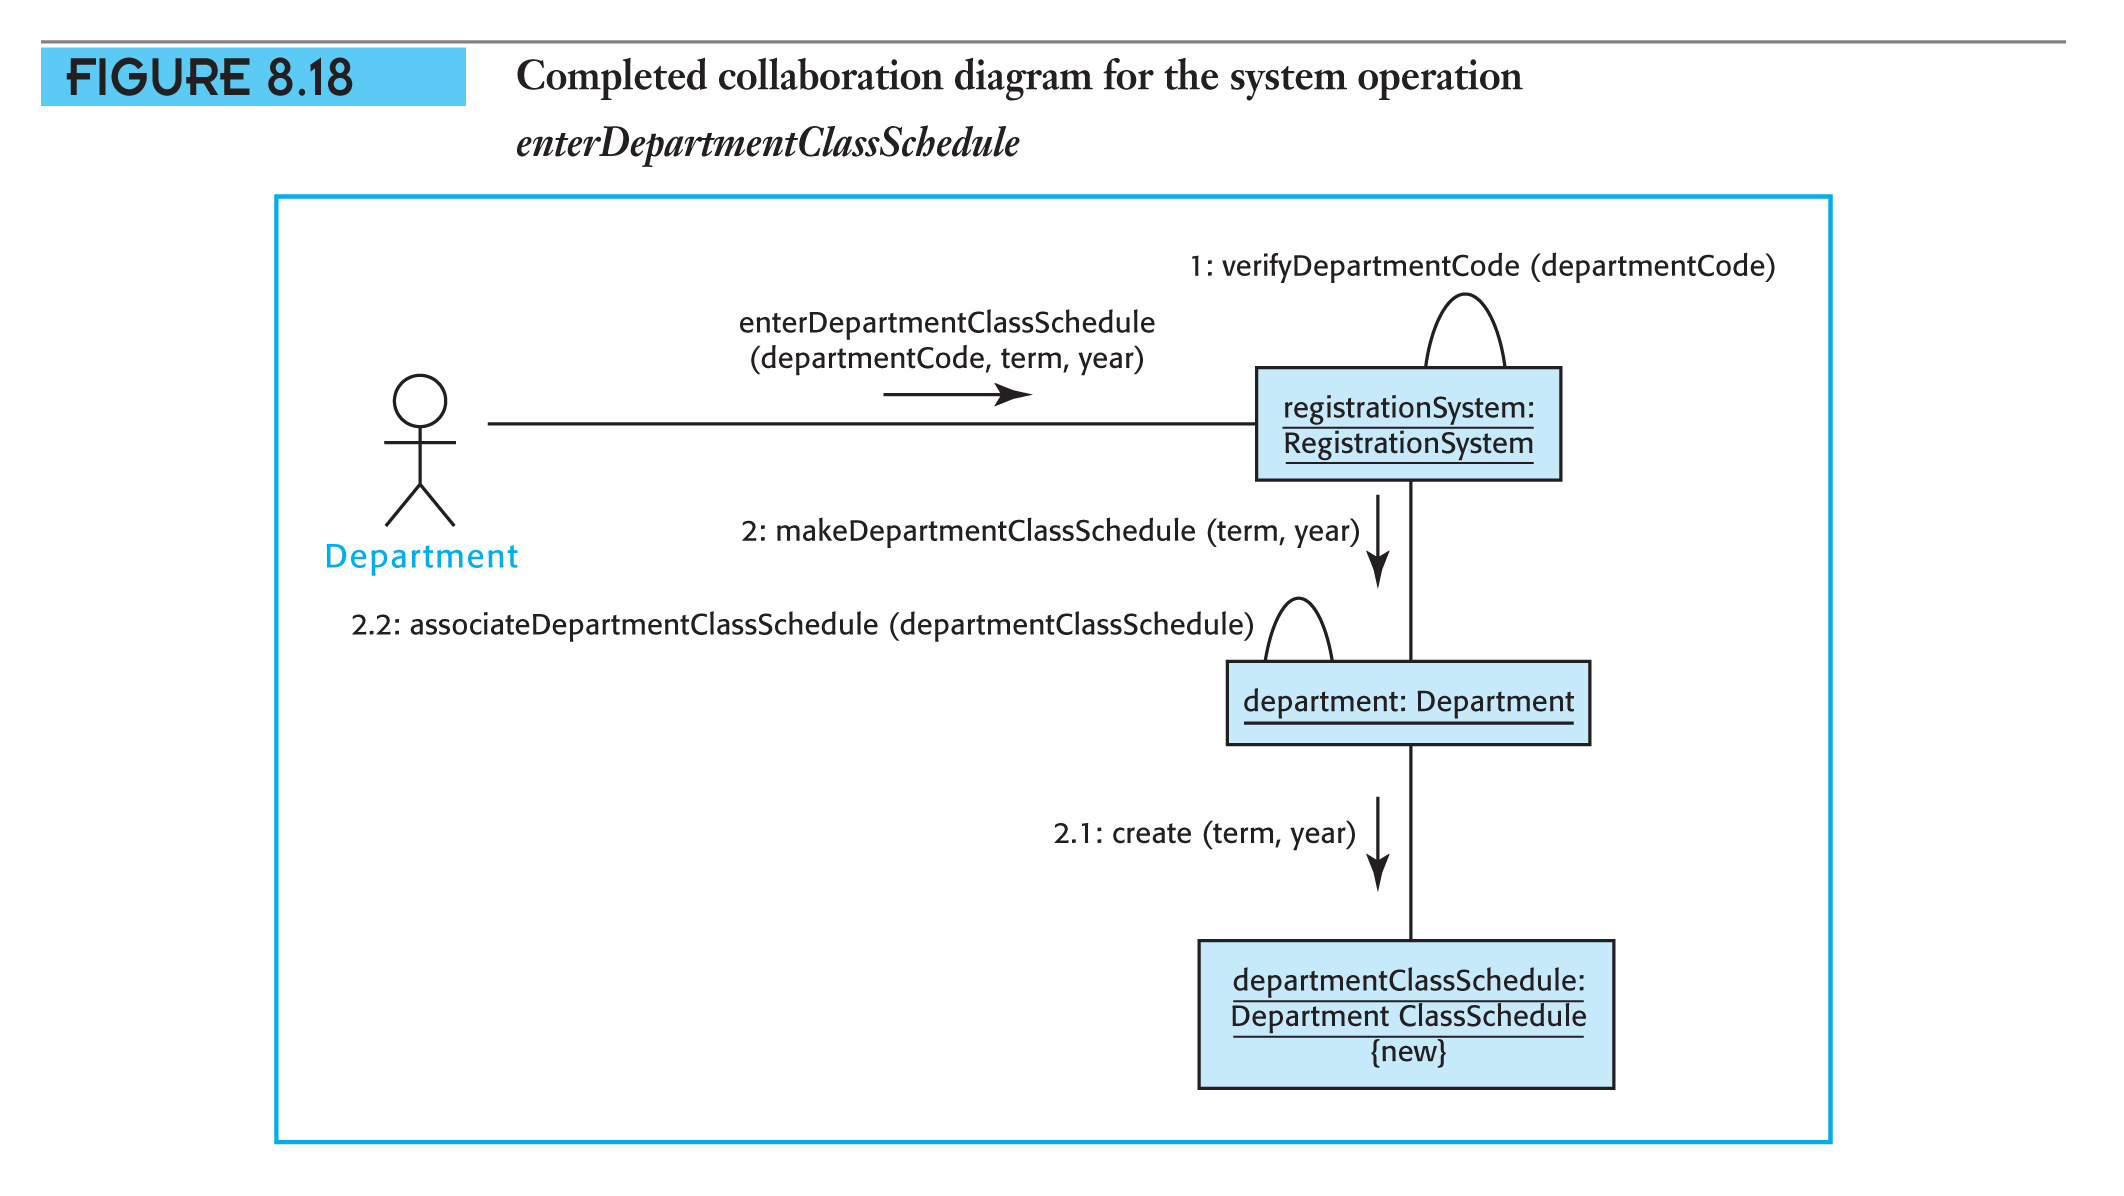 FIGURE 8.18
Completed collaboration diagram for the system operation
enterDepartmentClassSchedule
1: verifyDepartmentCode (departmentCode)
enterDepartmentClassSchedule
(departmentCode, term, year)
registrationSystem:
RegistrationSystem
2: makeDepartmentClassSchedule (term, year)
Department
2.2: associateDepartmentClassSchedule (departmentClassSchedule)
department: Department
2.1: create (term, year)
departmentClassSchedule:
Department ClassSchedule
{new}